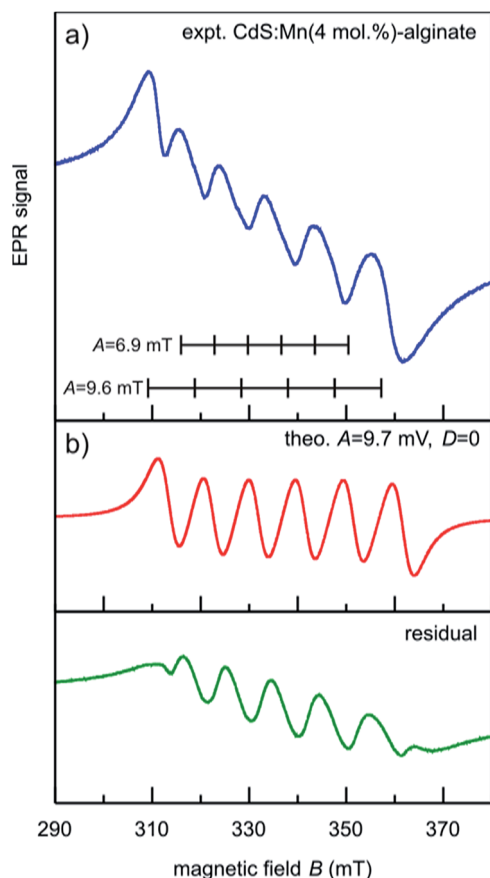 a)
expt. CdS:Mn(4 mol.%)-alginate
EPR signal
A=6.9 mT
A=9.6 mT
b)
theo. A=9.7 mV, D=0
residual
290 310 330 350 370
magnetic field B (mT)